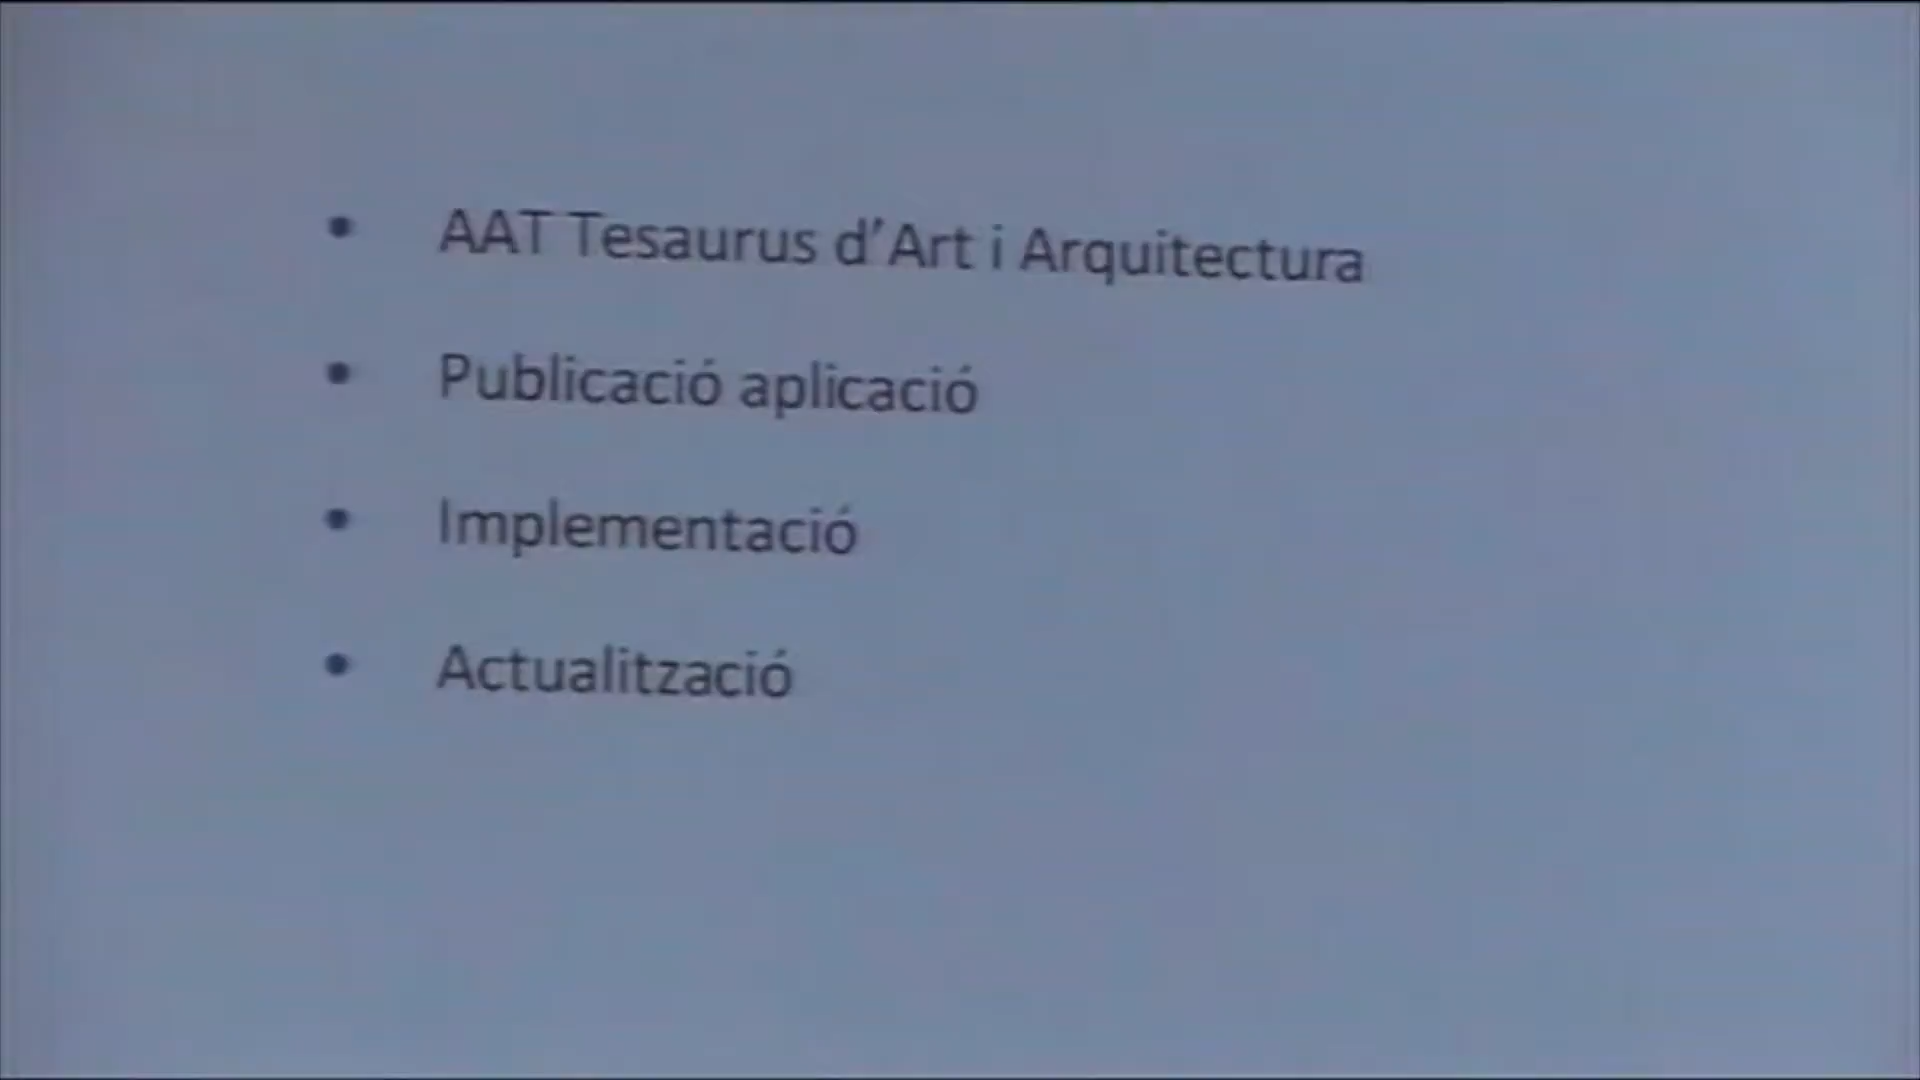 • AAT Tesaurus d’Art i Arquitectura
• Publicació aplicació
• Implementació
• Actualització